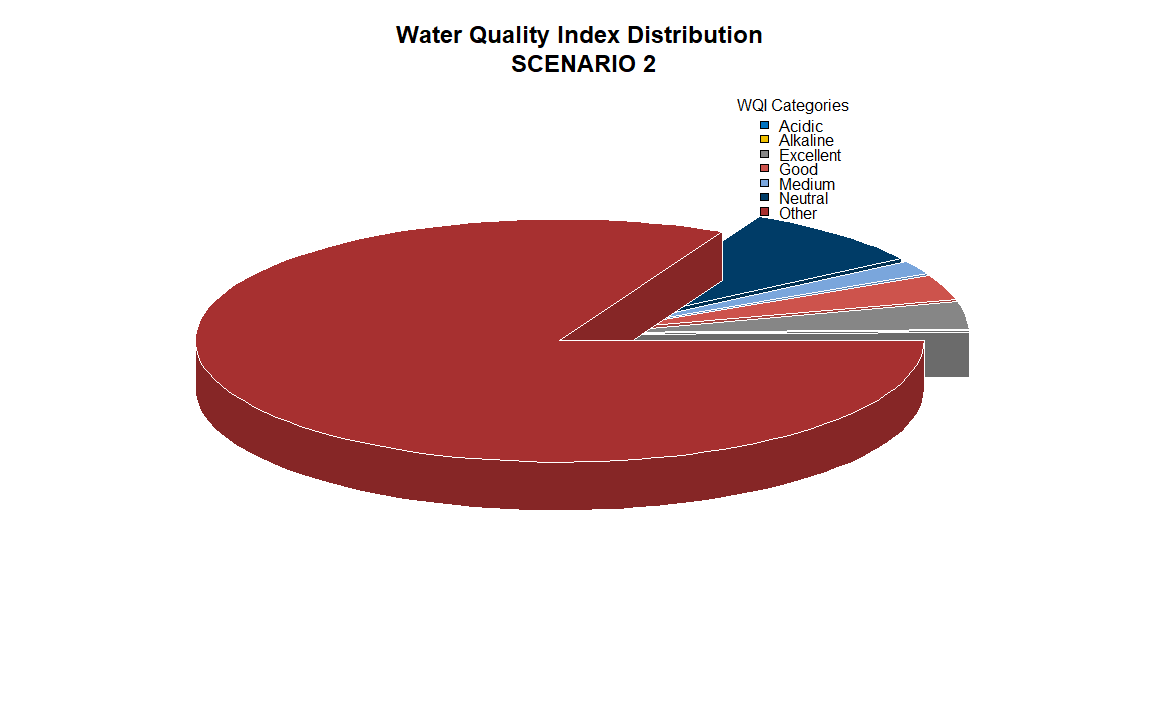 Water Quality Index Distribution
SCENARIO 2
WQI Categories
Acidic
Alkaline
Excellent
Good
Medium
Neutral
Other